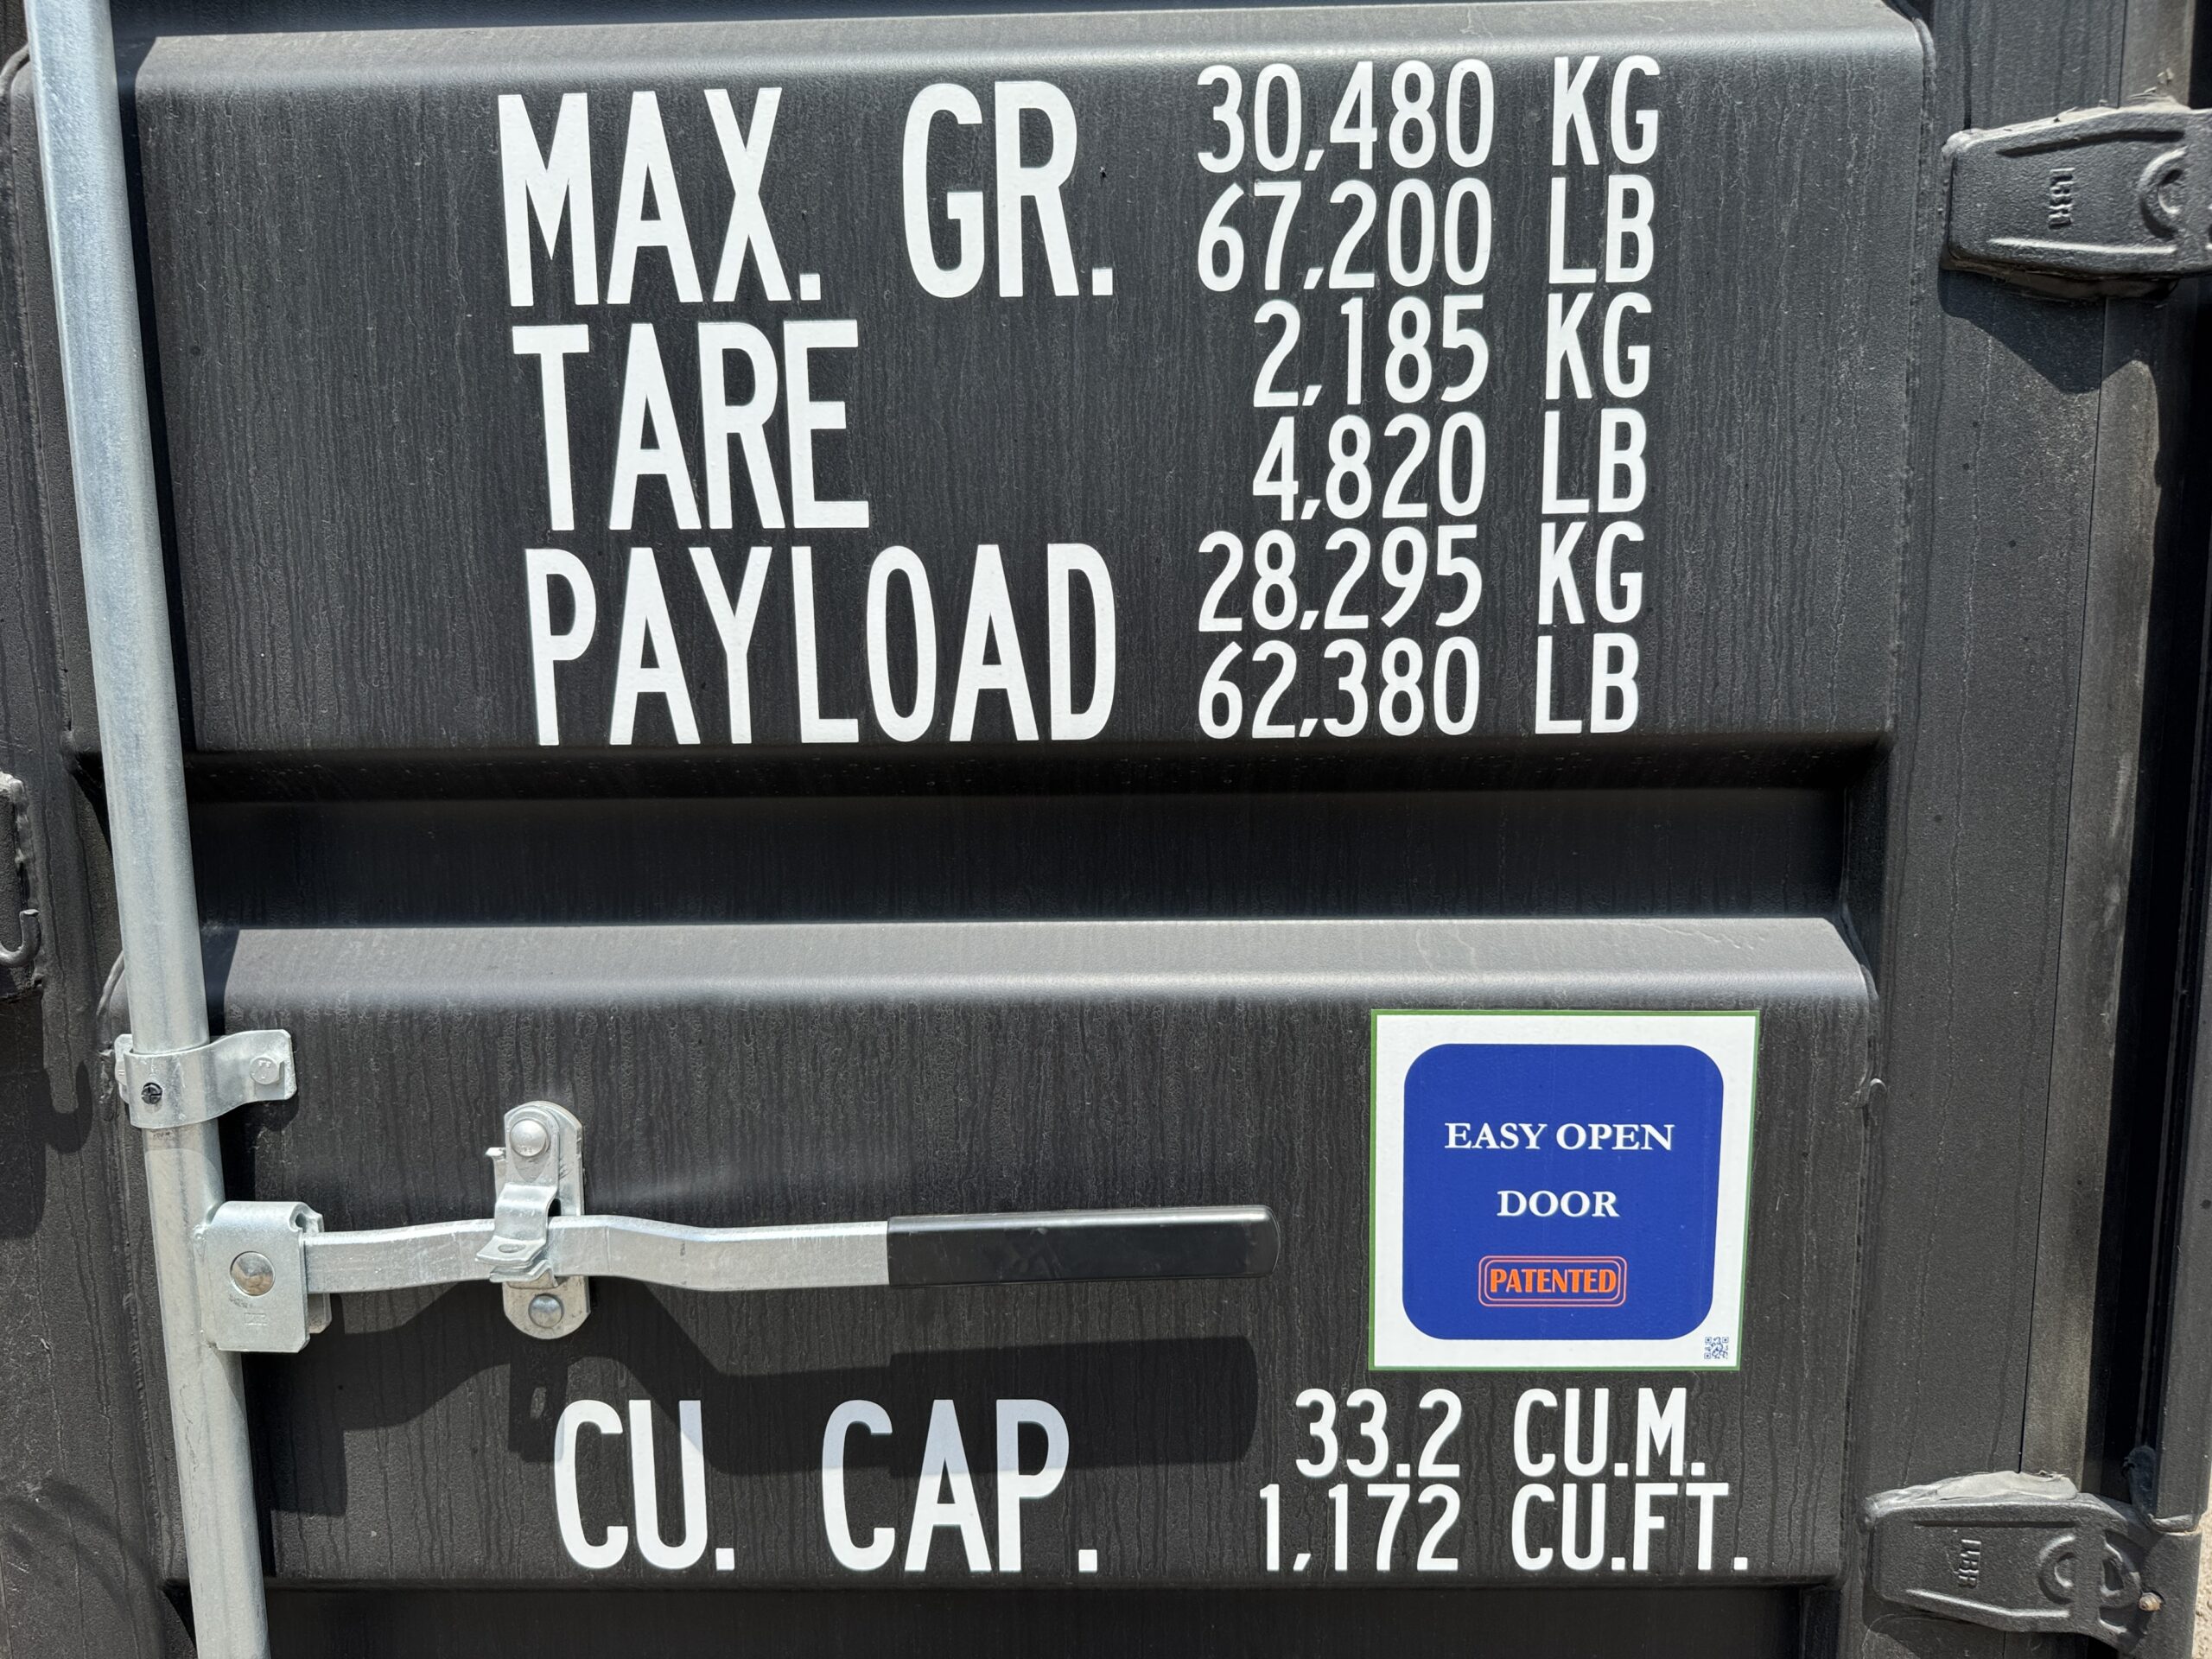 MAX. GR. 30,480 KG
67,200 LB
TARE 2,185 KG
4,820 LB
PAYLOAD 28,295 KG
62,380 LB
EASY OPEN
DOOR
PATENTED
CU. CAP. 33.2 CU.M.
1,172 CU.FT.